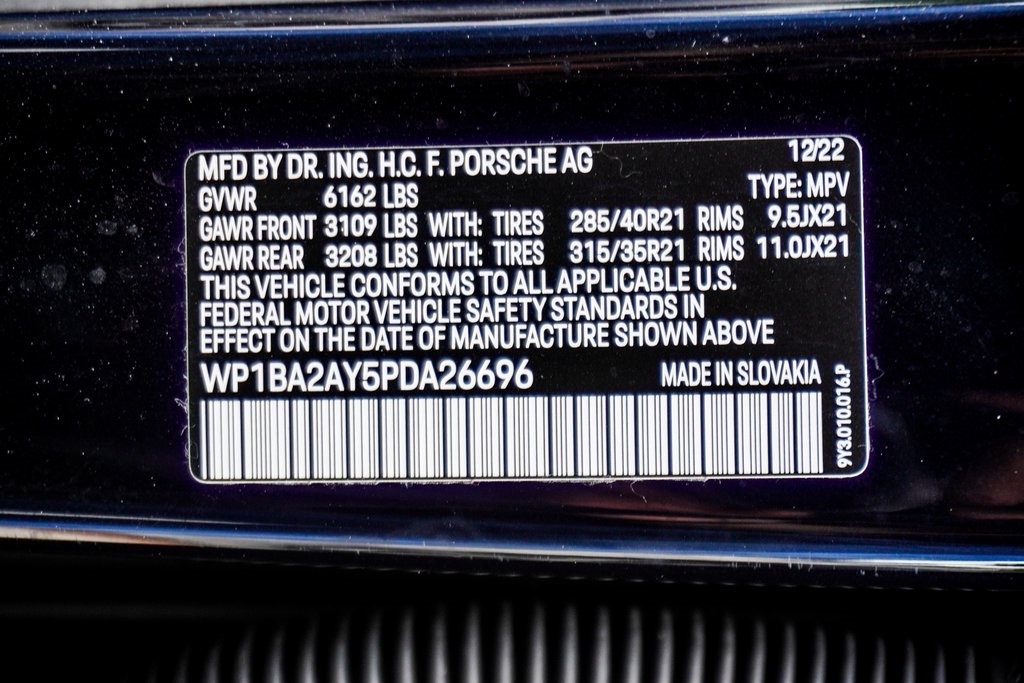 MFD BY DR. ING. H.C. F. PORSCHE AG 12/22
GVWR 6162 LBS TYPE: MPV
GAWR FRONT 3109 LBS WITH: TIRES 285/40R21 RIMS 9.5JX21
GAWR REAR 3208 LBS WITH: TIRES 315/35R21 RIMS 11.0JX21
THIS VEHICLE CONFORMS TO ALL APPLICABLE U.S.
FEDERAL MOTOR VEHICLE SAFETY STANDARDS IN
EFFECT ON THE DATE OF MANUFACTURE SHOWN ABOVE
WP1BA2AY5PDA26696 MADE IN SLOVAKIA
9Y3.010.016.P